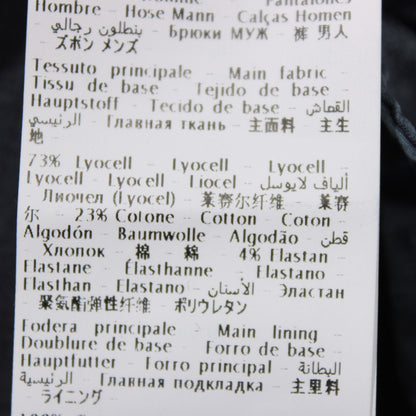 Hombre - Hose Mann - Calças Homen
بنطلون رجالي - Брюки МУЖ - 裤 男人
ズボン メンズ
Tessuto principale - Main fabric -
Tissu de base - Tejido de base -
Hauptstoff - Tecido de base - القماش
الرئيسي - Главная ткань - 主面料 - 主生
地 -
73% Lyocell - Lyocell - Lyocell -
Lyocell - Lyocell - Liocel - ألياف لايوسل
- Лиочел (Lyocel) - 莱赛尔纤维 - 莱赛
尔 - 23% Cotone - Cotton - Coton -
Algodón - Baumwolle - Algodão - قطن
- Хлопок - 棉 綿 4% Elastan -
Elastane - Élasthanne - Elastano -
Elasthan - Elastano - الأستان - Эластан
- 聚氨酯弹性纤维 - ポリウレタン
Fodera principale - Main lining -
Doublure de base - Forro de base -
Hauptfutter - Forro principal - البطانة
الرئيسية - Главная подкладка - 主里料
- ライニング -